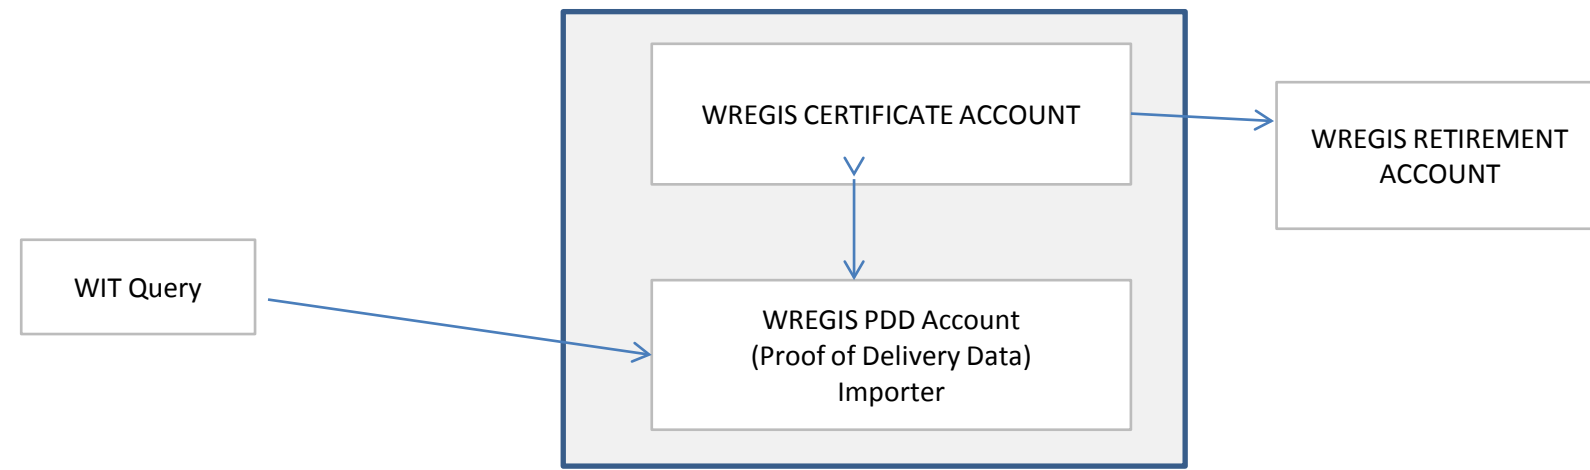 WREGIS CERTIFICATE ACCOUNT
WREGIS RETIREMENT
ACCOUNT
WIT Query
WREGIS PDD Account
(Proof of Delivery Data)
Importer